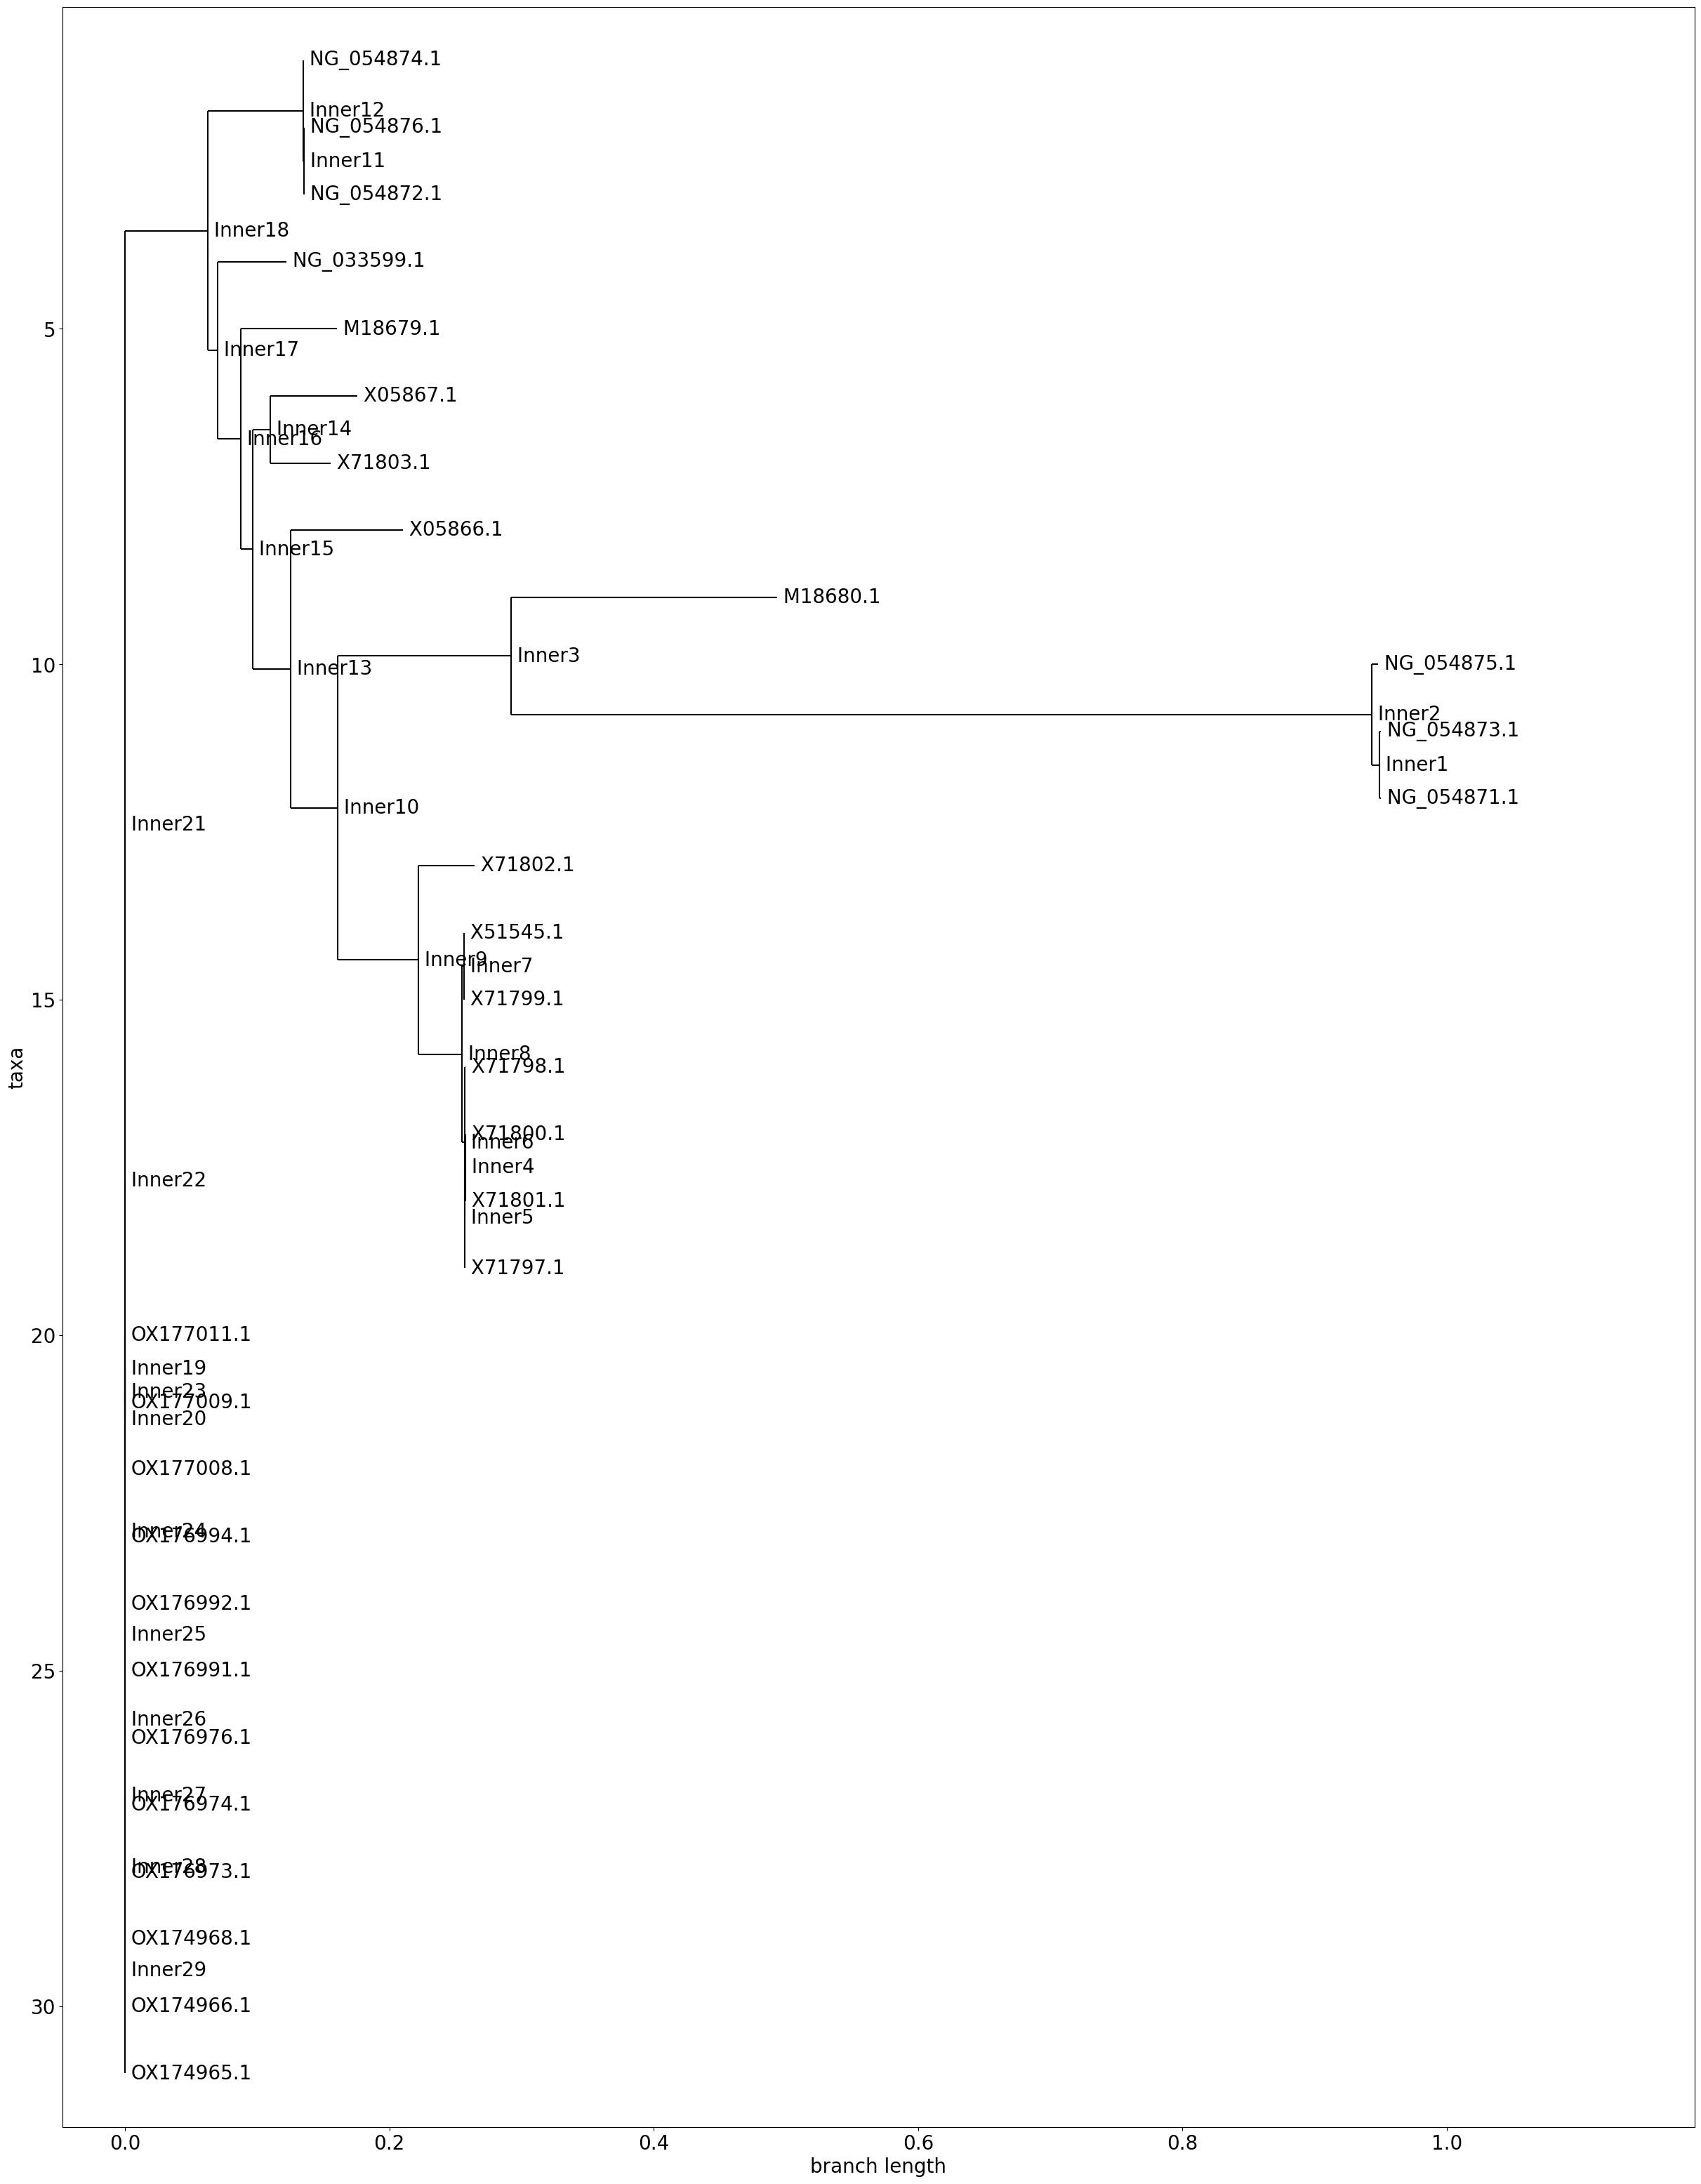 NG_054874.1
Inner12
NG_054876.1
Inner11
NG_054872.1
Inner18
NG_033599.1
5
M18679.1
Inner17
X05867.1
Inner14
Inner16
X71803.1
X05866.1
Inner15
M18680.1
Inner3
10
NG_054875.1
Inner13
Inner2
NG_054873.1
Inner1
NG_054871.1
Inner10
Inner21
X71802.1
X51545.1
Inner9
Inner7
15
X71799.1
Inner8
taxa
X71798.1
X71800.1
Inner6
Inner4
Inner22
X71801.1
Inner5
X71797.1
20
OX177011.1
Inner19
Inner23
OX177009.1
Inner20
OX177008.1
Inner24
OX176994.1
OX176992.1
Inner25
25
OX176991.1
Inner26
OX176976.1
Inner27
OX176974.1
Inner28
OX176973.1
OX174968.1
Inner29
30
OX174966.1
OX174965.1
0.0 0.2 0.4 0.6 0.8 1.0
branch length